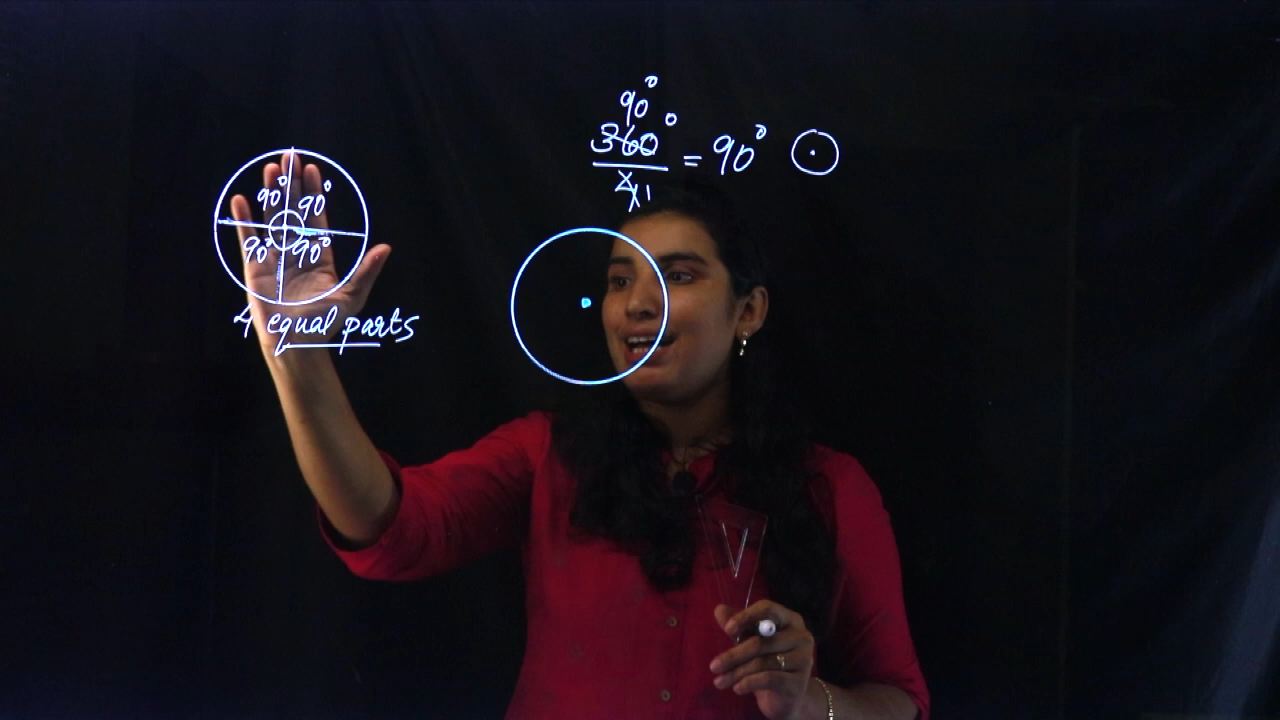 90°
360° = 90°
4 1
90° 90°
90° 90°
4 equal parts